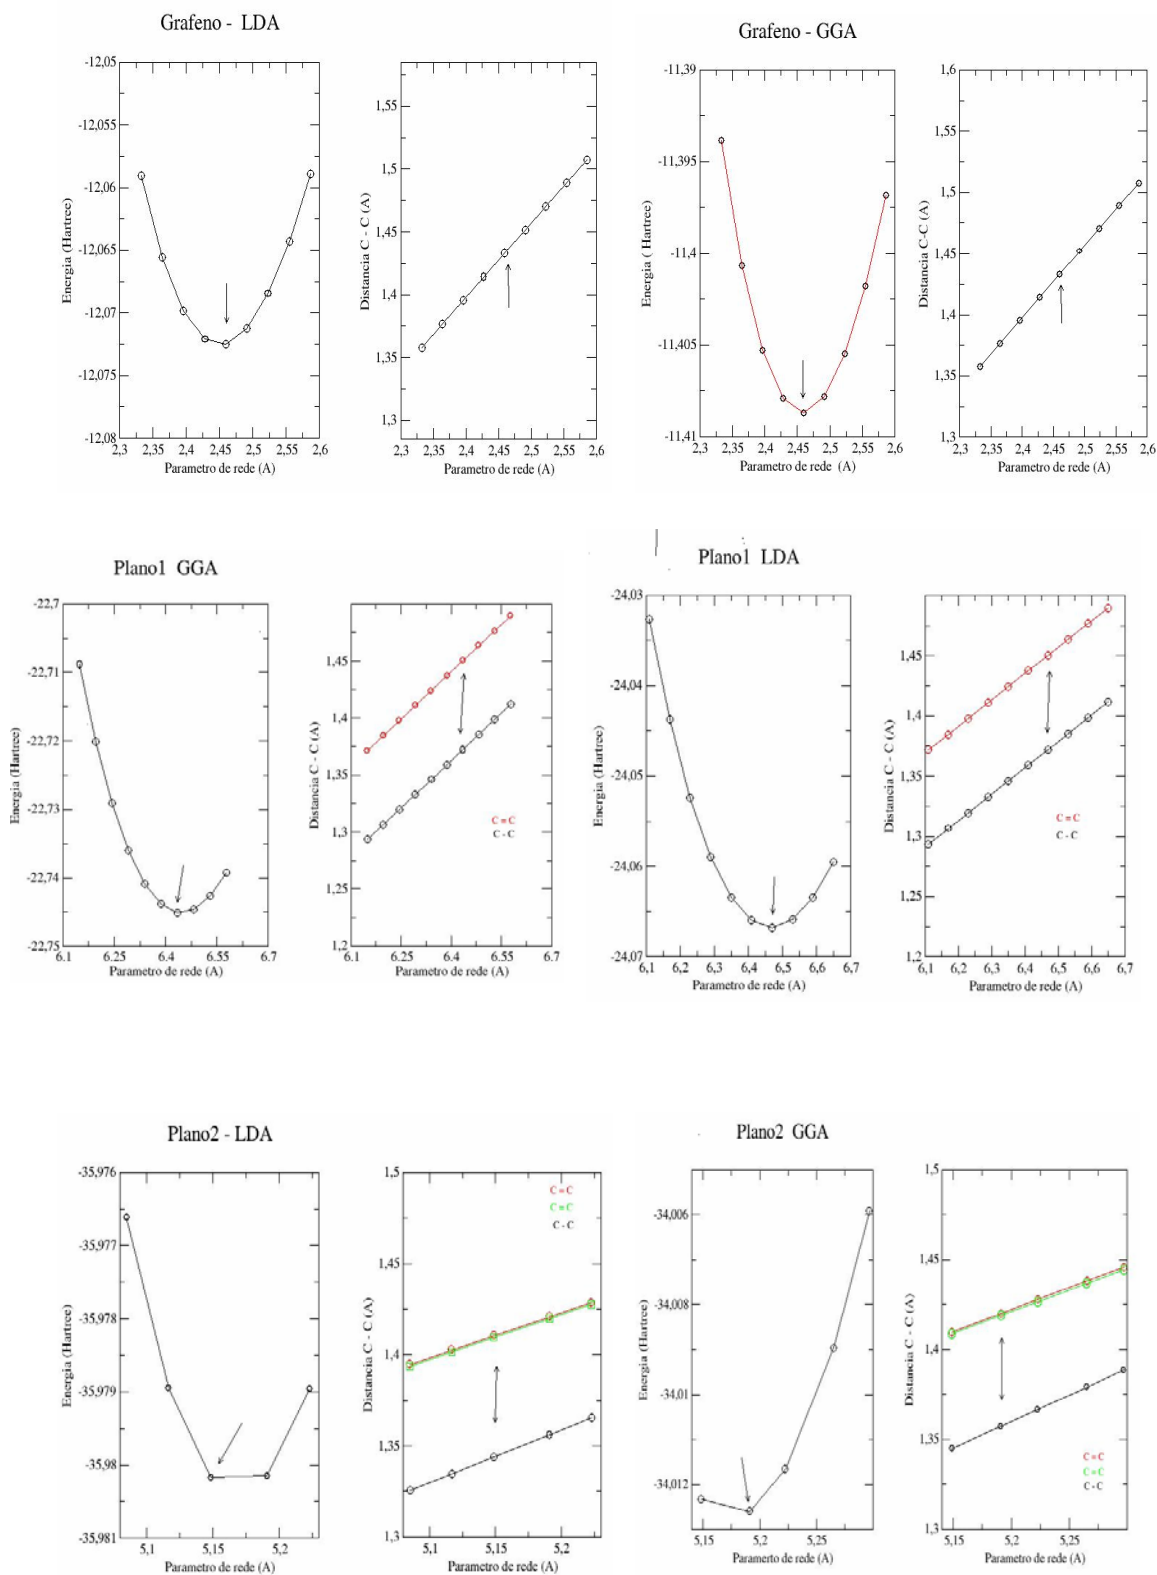 Grafeno - LDA
-12,05
-12,055
-12,06
-12,065
-12,07
-12,075
-12,08
Energia (Hartree)
2,3 2,35 2,4 2,45 2,5 2,55 2,6
Parametro de rede (A)
1,55
1,5
1,45
1,4
1,35
1,3
Distancia C - C (A)
2,3 2,35 2,4 2,45 2,5 2,55 2,6
Parametro de rede (A)
Grafeno - GGA
-11,39
-11,395
-11,4
-11,405
-11,41
Energia ( Hartree)
2,3 2,35 2,4 2,45 2,5 2,55 2,6
Parametro de rede (A)
1,6
1,55
1,5
1,45
1,4
1,35
1,3
Distancia C-C (A)
2,3 2,35 2,4 2,45 2,5 2,55 2,6
Parametro de rede (A)
Plano1 GGA
-22,7
-22,71
-22,72
-22,73
-22,74
-22,75
Energia (Hartree)
6.1 6.25 6.4 6.55 6.7
Parametro de rede (A)
1,45
1,4
1,35
1,3
1,25
1,2
Distancia C - C (A)
C = C
C - C
6.1 6.25 6.4 6.55 6.7
Parametro de rede (A)
Plano1 LDA
-24,03
-24,04
-24,05
-24,06
-24,07
Energia (Hartree)
6,1 6,2 6,3 6,4 6,5 6,6 6,7
Parametro de rede (A)
1,45
1,4
1,35
1,3
1,25
1,2
Distancia C - C (A)
C = C
C - C
6,1 6,2 6,3 6,4 6,5 6,6 6,7
Parametro de rede (A)
Plano2 - LDA
-35,976
-35,977
-35,978
-35,979
-35,98
-35,981
Energia (Hartree)
5,1 5,15 5,2
Parametro de rede (A)
1,5
1,45
1,4
1,35
1,3
Distancia C - C (A)
C = C
C = C
C - C
5,1 5,15 5,2
Parametro de rede (A)
Plano2 GGA
-34,006
-34,008
-34,01
-34,012
Energia (Hartree)
5,15 5,2 5,25
Paramerto de rede (A)
1,5
1,45
1,4
1,35
1,3
Distancia C - C (A)
C = C
C = C
C - C
5,15 5,2 5,25
Parametro de rede (A)